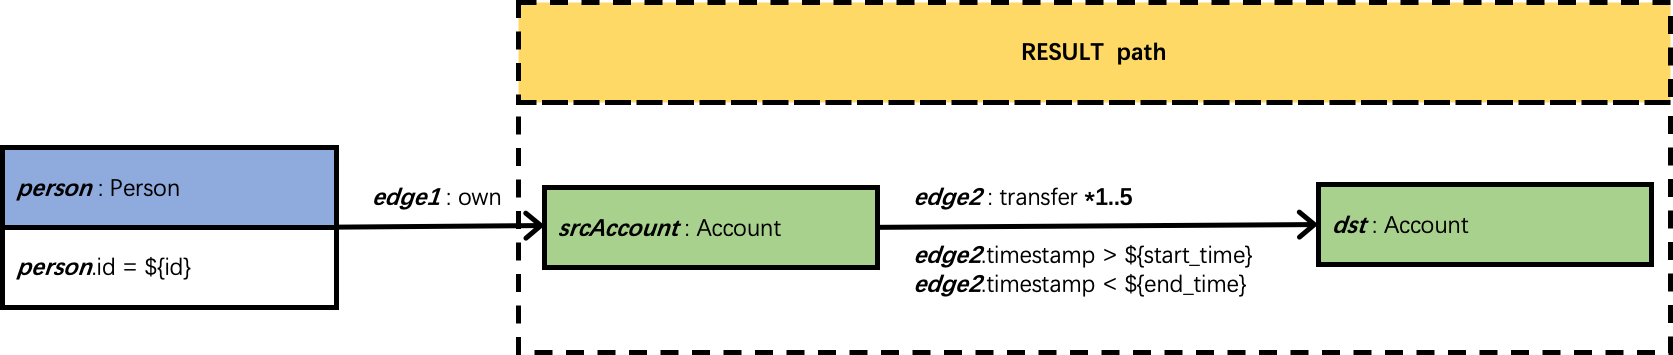 RESULT path
person : Person
person.id = ${id}
edge1 : own
srcAccount : Account
edge2 : transfer *1..5
edge2.timestamp > ${start_time}
edge2.timestamp < ${end_time}
dst : Account